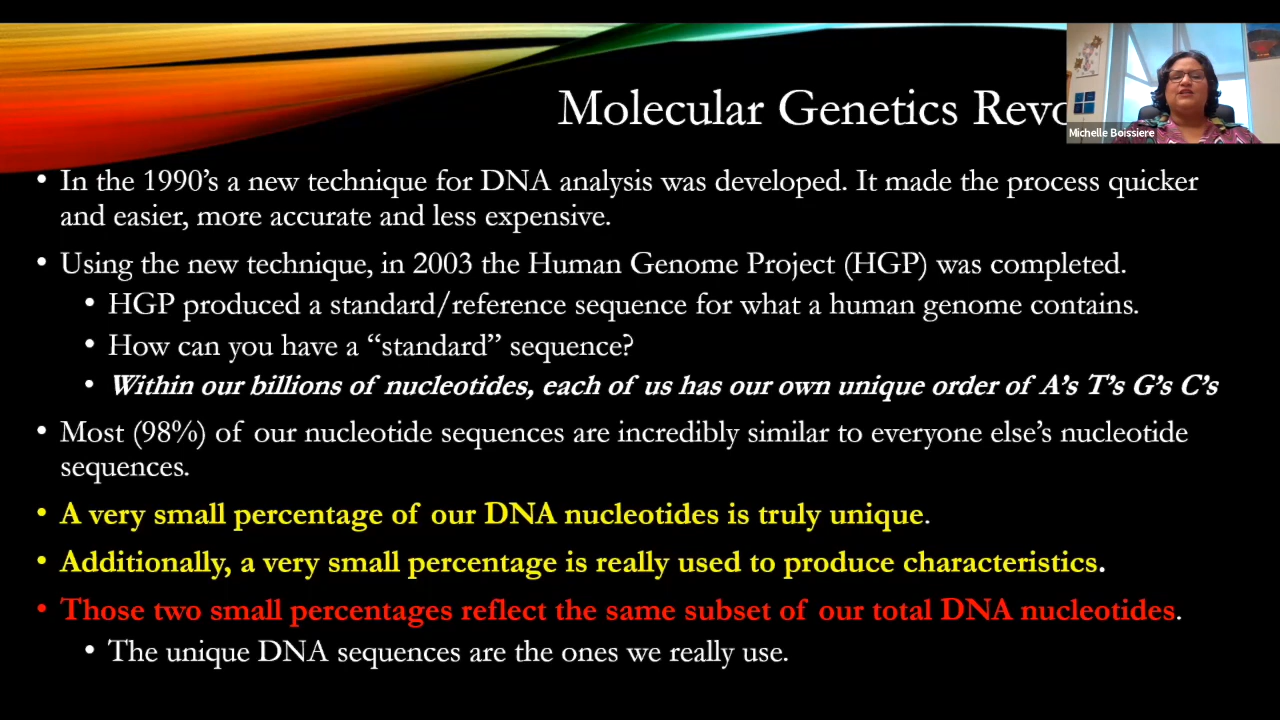 Molecular Genetics Revo
Michelle Boissiere
• In the 1990’s a new technique for DNA analysis was developed. It made the process quicker
and easier, more accurate and less expensive.
• Using the new technique, in 2003 the Human Genome Project (HGP) was completed.
• HGP produced a standard/reference sequence for what a human genome contains.
• How can you have a “standard” sequence?
• Within our billions of nucleotides, each of us has our own unique order of A’s T’s G’s C’s
• Most (98%) of our nucleotide sequences are incredibly similar to everyone else’s nucleotide
sequences.
• A very small percentage of our DNA nucleotides is truly unique.
• Additionally, a very small percentage is really used to produce characteristics.
• Those two small percentages reflect the same subset of our total DNA nucleotides.
• The unique DNA sequences are the ones we really use.